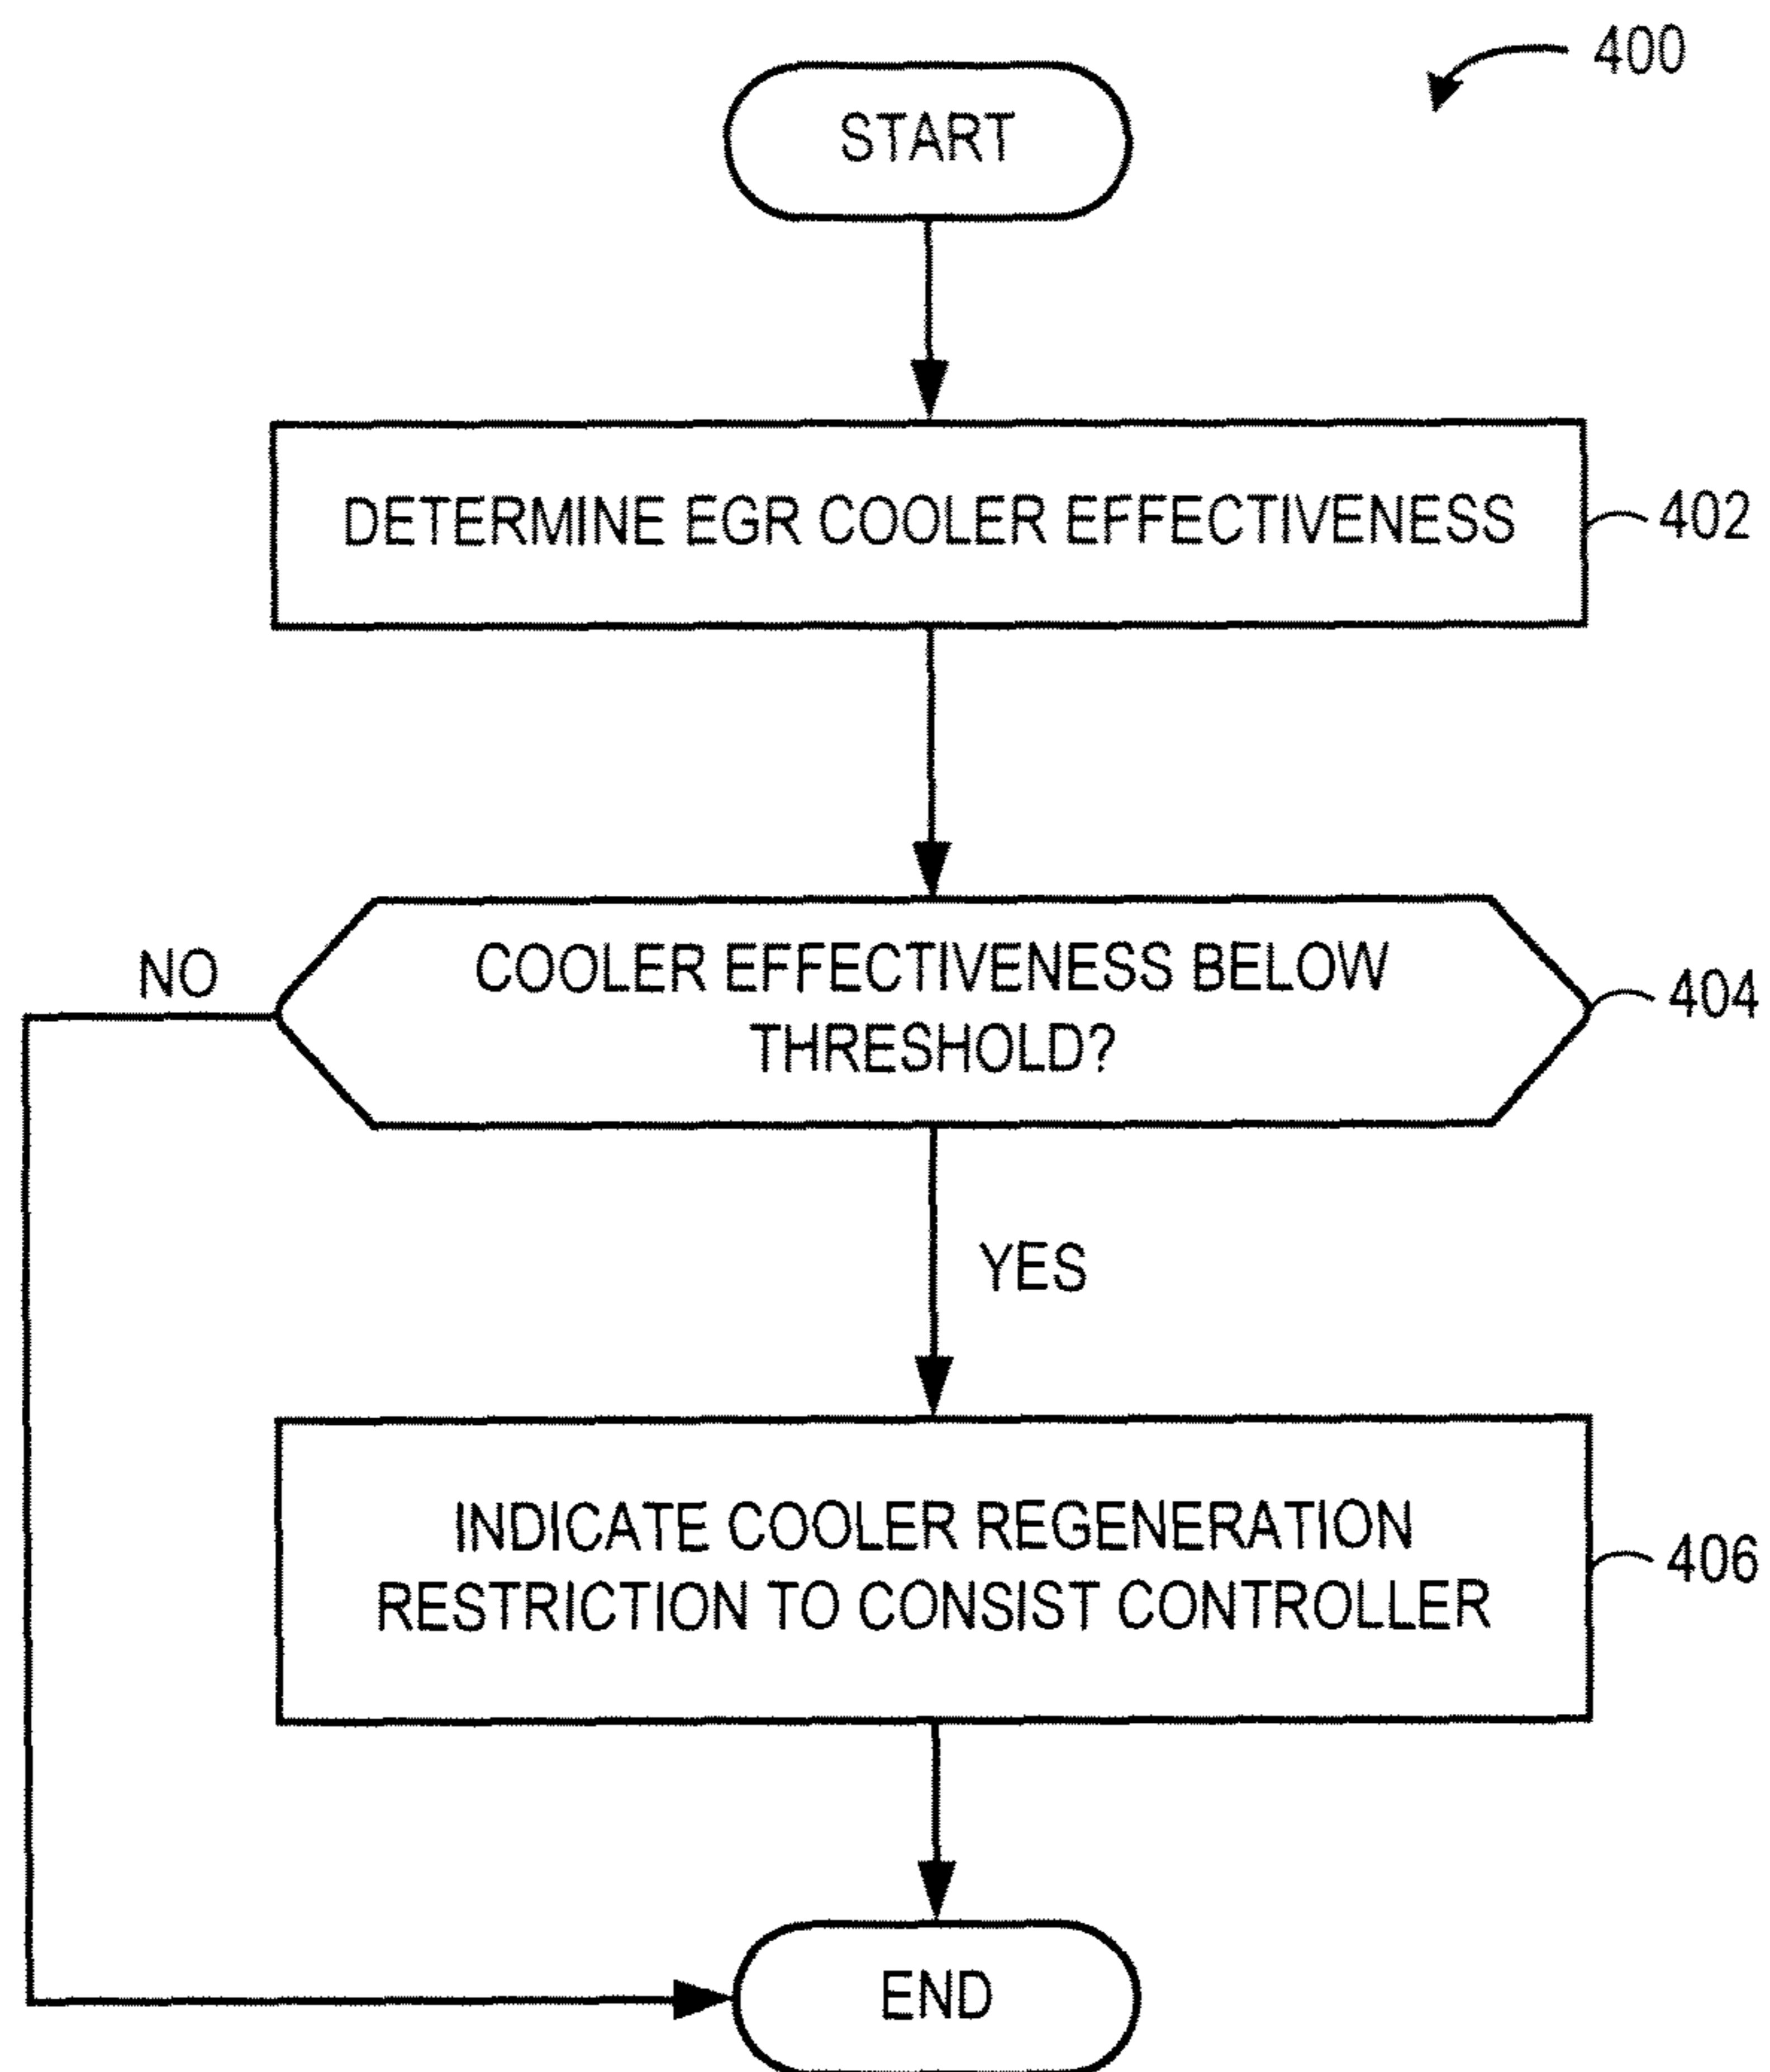 400
START
DETERMINE EGR COOLER EFFECTIVENESS
402
NO
COOLER EFFECTIVENESS BELOW
THRESHOLD?
404
YES
INDICATE COOLER REGENERATION
RESTRICTION TO CONSIST CONTROLLER
406
END